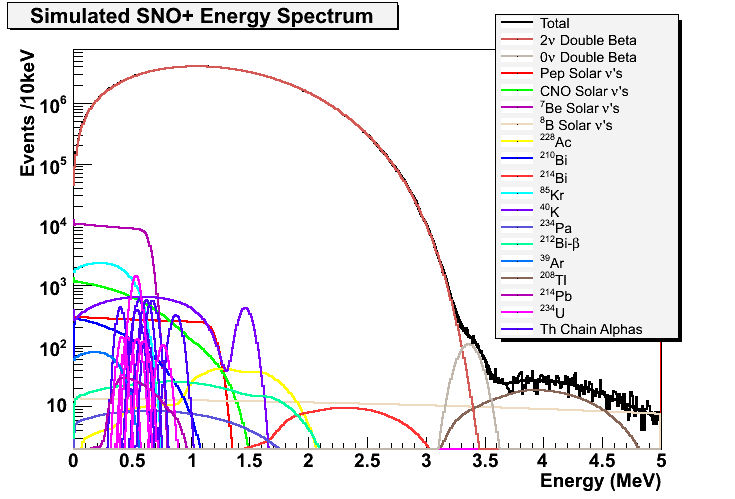 Simulated SNO+ Energy Spectrum
Events /10keV
10⁶
10⁵
10⁴
10³
10²
10
0
0.5
1
1.5
2
2.5
3
3.5
4
4.5
5
Energy (MeV)
Total
2ν Double Beta
0ν Double Beta
Pep Solar ν's
CNO Solar ν's
⁷Be Solar ν's
⁸B Solar ν's
²²⁸Ac
²¹⁰Bi
²¹⁴Bi
⁸⁵Kr
⁴⁰K
²³⁴Pa
²¹²Bi-β
³⁹Ar
²⁰⁸Tl
²¹⁴Pb
²³⁴U
Th Chain Alphas